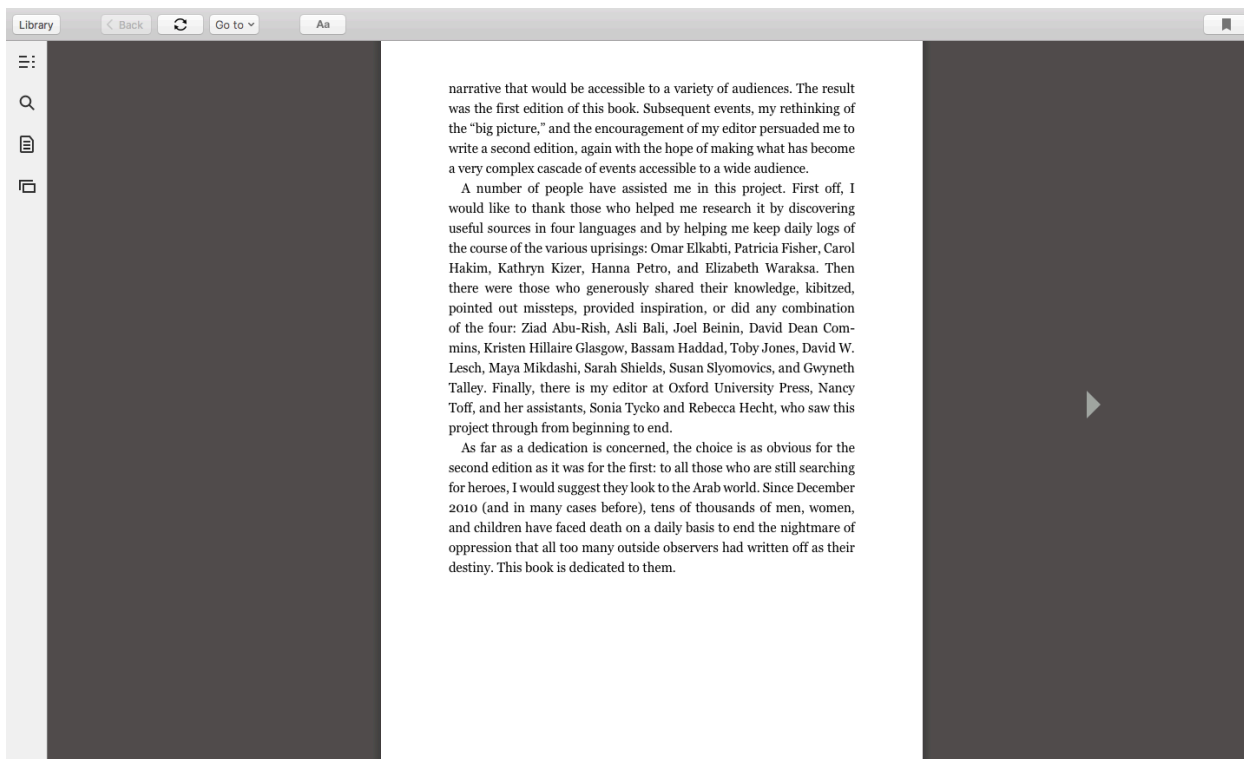 Library
Back
Go to
Aa
narrative that would be accessible to a variety of audiences. The result
was the first edition of this book. Subsequent events, my rethinking of
the “big picture,” and the encouragement of my editor persuaded me to
write a second edition, again with the hope of making what has become
a very complex cascade of events accessible to a wide audience.
A number of people have assisted me in this project. First off, I
would like to thank those who helped me research it by discovering
useful sources in four languages and by helping me keep daily logs of
the course of the various uprisings: Omar Elkabti, Patricia Fisher, Carol
Hakim, Kathryn Kizer, Hanna Petro, and Elizabeth Waraksa. Then
there were those who generously shared their knowledge, kibitzed,
pointed out missteps, provided inspiration, or did any combination
of the four: Ziad Abu-Rish, Asli Bali, Joel Beinin, David Dean Com-
mins, Kristen Hillaire Glasgow, Bassam Haddad, Toby Jones, David W.
Lesch, Maya Mikdashi, Sarah Shields, Susan Slyomovics, and Gwyneth
Talley. Finally, there is my editor at Oxford University Press, Nancy
Toff, and her assistants, Sonia Tycko and Rebecca Hecht, who saw this
project through from beginning to end.
As far as a dedication is concerned, the choice is as obvious for the
second edition as it was for the first: to all those who are still searching
for heroes, I would suggest they look to the Arab world. Since December
2010 (and in many cases before), tens of thousands of men, women,
and children have faced death on a daily basis to end the nightmare of
oppression that all too many outside observers had written off as their
destiny. This book is dedicated to them.